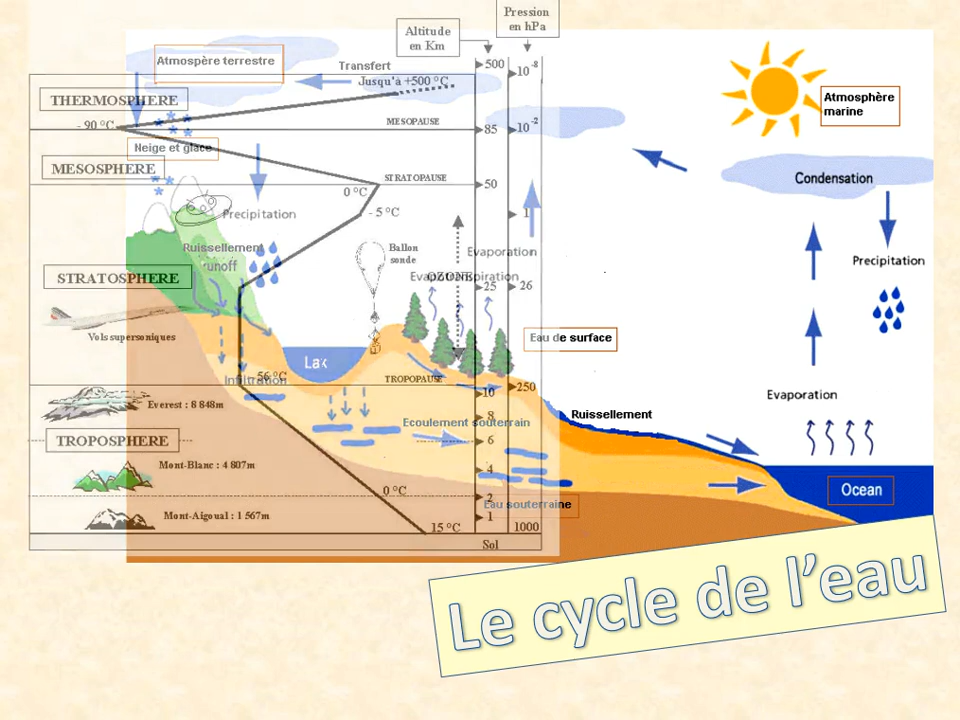 Pression
en hPa
Altitude
en Km
Atmospère terrestre
Transfert
Jusqu'à +500 °C
500
10⁻⁸
THERMOSPHERE
Atmosphère
marine
- 90 °C
MESOPAUSE
85
10⁻²
Neige et glace
MESOSPHERE
STRATOPAUSE
50
Condensation
0 °C
- 5 °C
1
Precipitation
Ruissellement
runoff
Ballon
sonde
Evaporation
Precipitation
STRATOSPHERE
Evapotranspiration
OZONE
25
26
Vols supersoniques
Eau de surface
Lax
- 56 °C
Infiltration
TROPOPAUSE
10
250
Evaporation
Everest : 8 848m
8
Ruissellement
Ecoulement souterrain
TROPOSPHERE
6
Mont-Blanc : 4 807m
4
0 °C
2
Ocean
Eau souterraine
Mont-Aigoual : 1 567m
1
15 °C
1000
Sol
Le cycle de l'eau